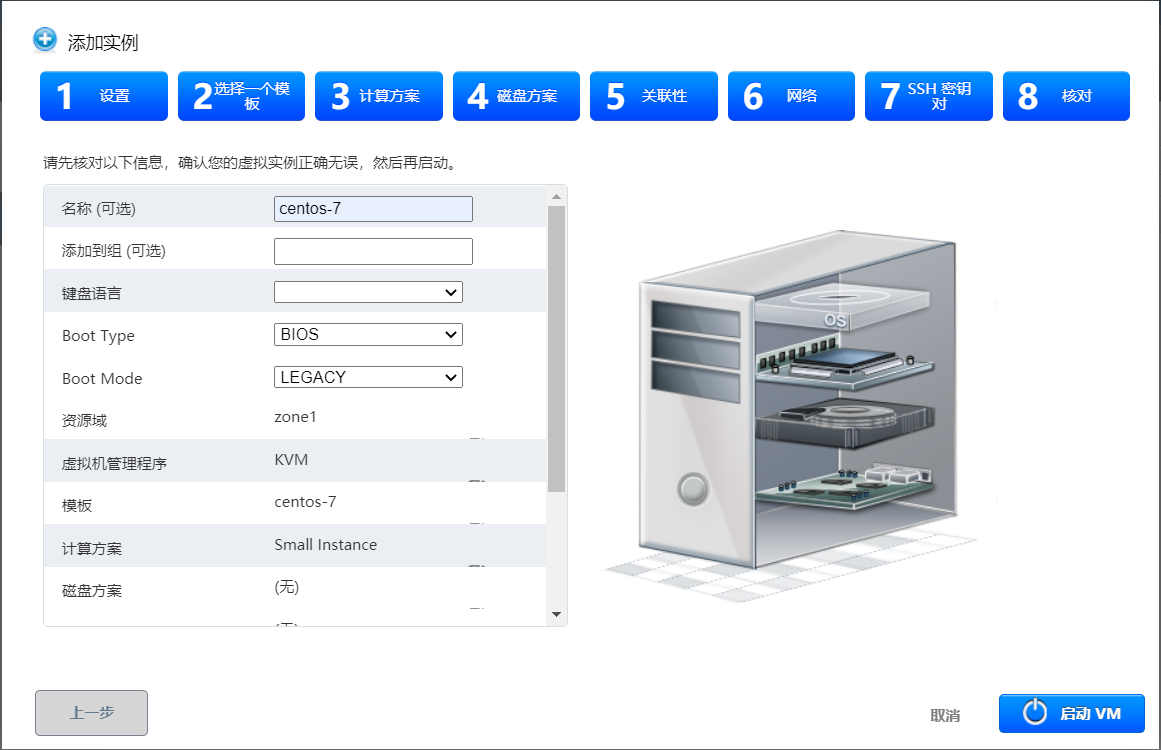 添加实例
1 设置
2 选择一个模板
3 计算方案
4 磁盘方案
5 关联性
6 网络
7 SSH 密钥对
8 核对
请先核对以下信息，确认您的虚拟实例正确无误，然后再启动。
名称 (可选) centos-7
添加到组 (可选)
键盘语言
Boot Type BIOS
Boot Mode LEGACY
资源域 zone1
虚拟机管理程序 KVM
模板 centos-7
计算方案 Small Instance
磁盘方案 (无)
OS
上一步
取消
启动 VM